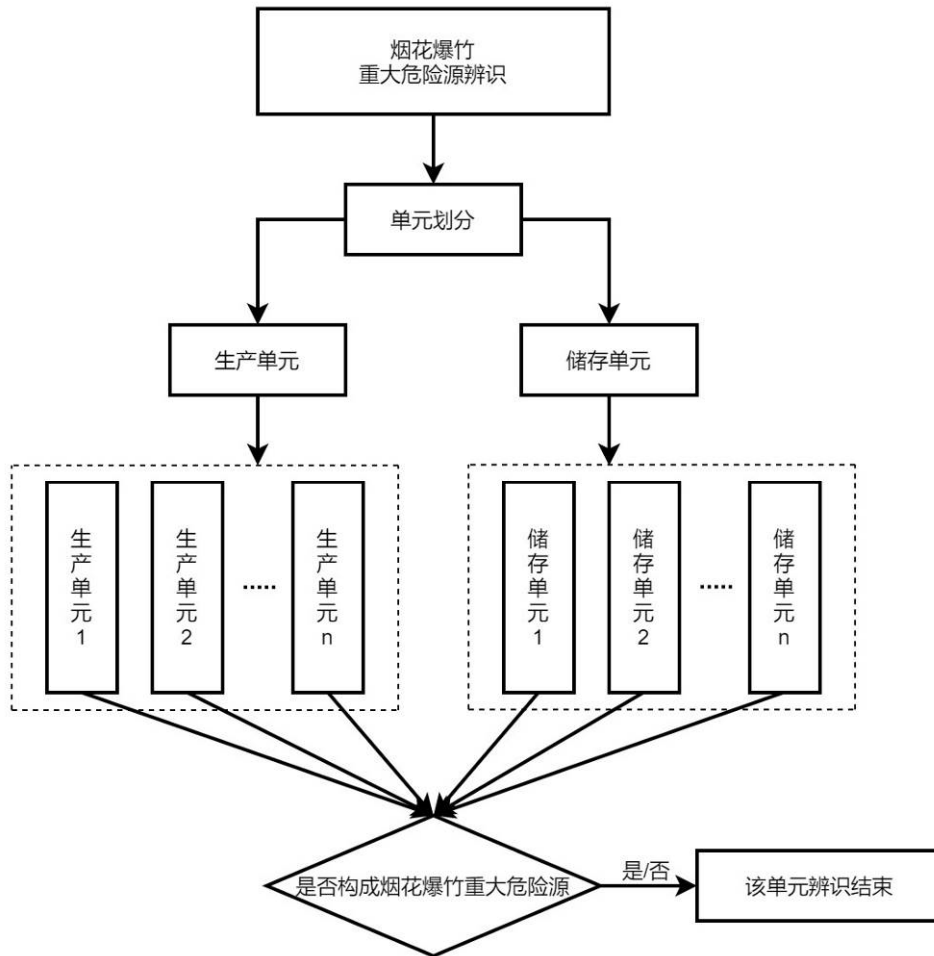 烟花爆竹
重大危险源辨识
单元划分
生产单元
储存单元
生产单元1
生产单元2
·····
生产单元n
储存单元1
储存单元2
·····
储存单元n
是否构成烟花爆竹重大危险源
是/否
该单元辨识结束